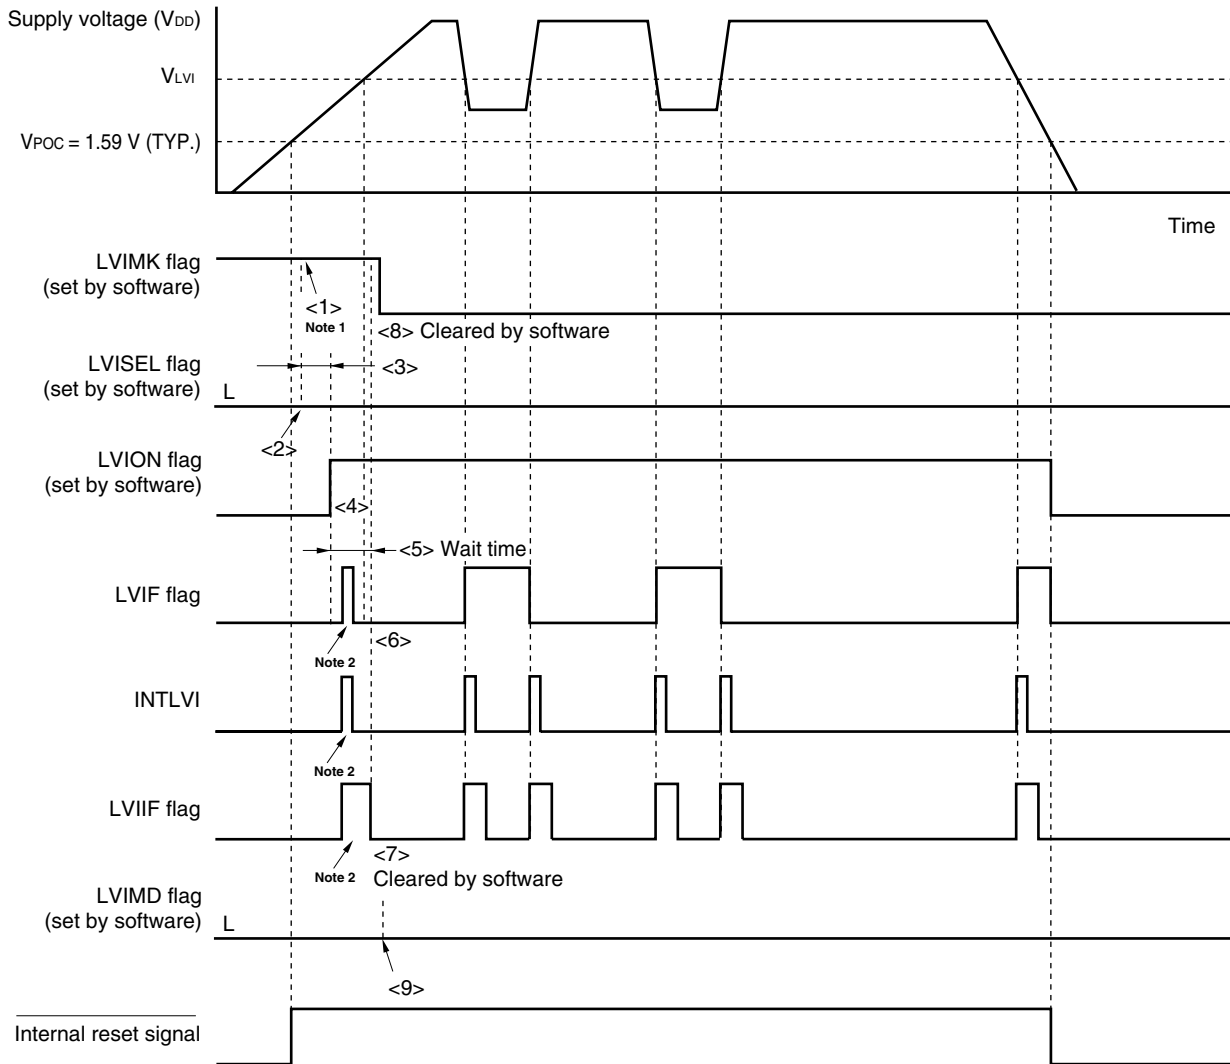 Supply voltage (VDD)
VLVI
VPOC = 1.59 V (TYP.)
Time
LVIMK flag
(set by software)
<1>
Note 1
<8> Cleared by software
LVISEL flag
(set by software)
L
<3>
<2>
LVION flag
(set by software)
<4>
<5> Wait time
LVIF flag
Note 2
<6>
INTLVI
Note 2
LVIIF flag
Note 2
<7>
Cleared by software
LVIMD flag
(set by software)
L
<9>
Internal reset signal